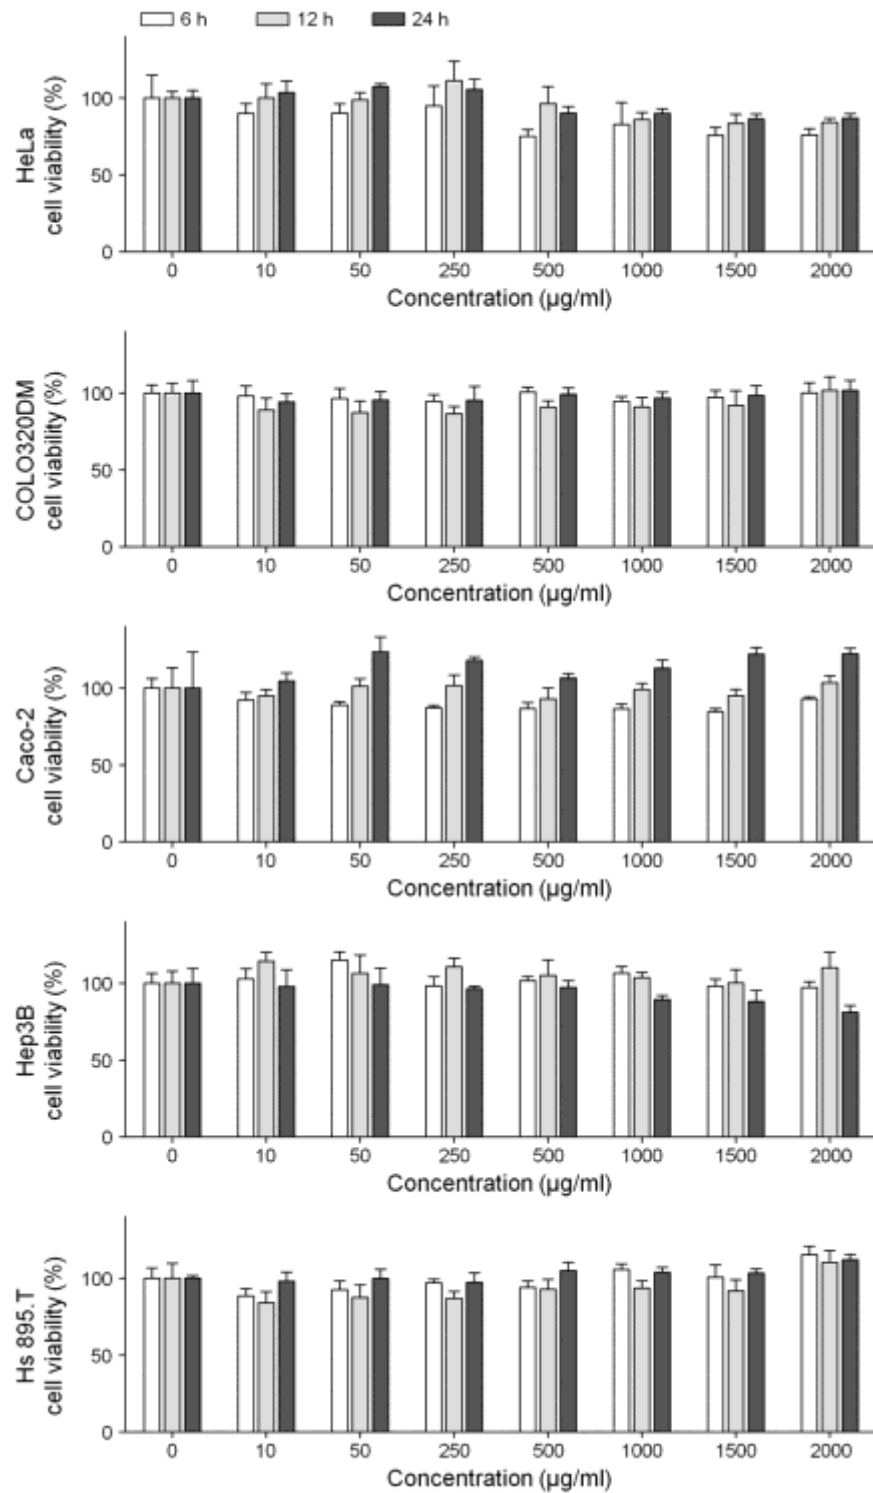 6 h 12 h 24 h
HeLa
cell viability (%)
100
50
0
0 10 50 250 500 1000 1500 2000
Concentration (µg/ml)
COLO320DM
cell viability (%)
100
50
0
0 10 50 250 500 1000 1500 2000
Concentration (µg/ml)
Caco-2
cell viability (%)
100
50
0
0 10 50 250 500 1000 1500 2000
Concentration (µg/ml)
Hep3B
cell viability (%)
100
50
0
0 10 50 250 500 1000 1500 2000
Concentration (µg/ml)
Hs 895.T
cell viability (%)
100
50
0
0 10 50 250 500 1000 1500 2000
Concentration (µg/ml)